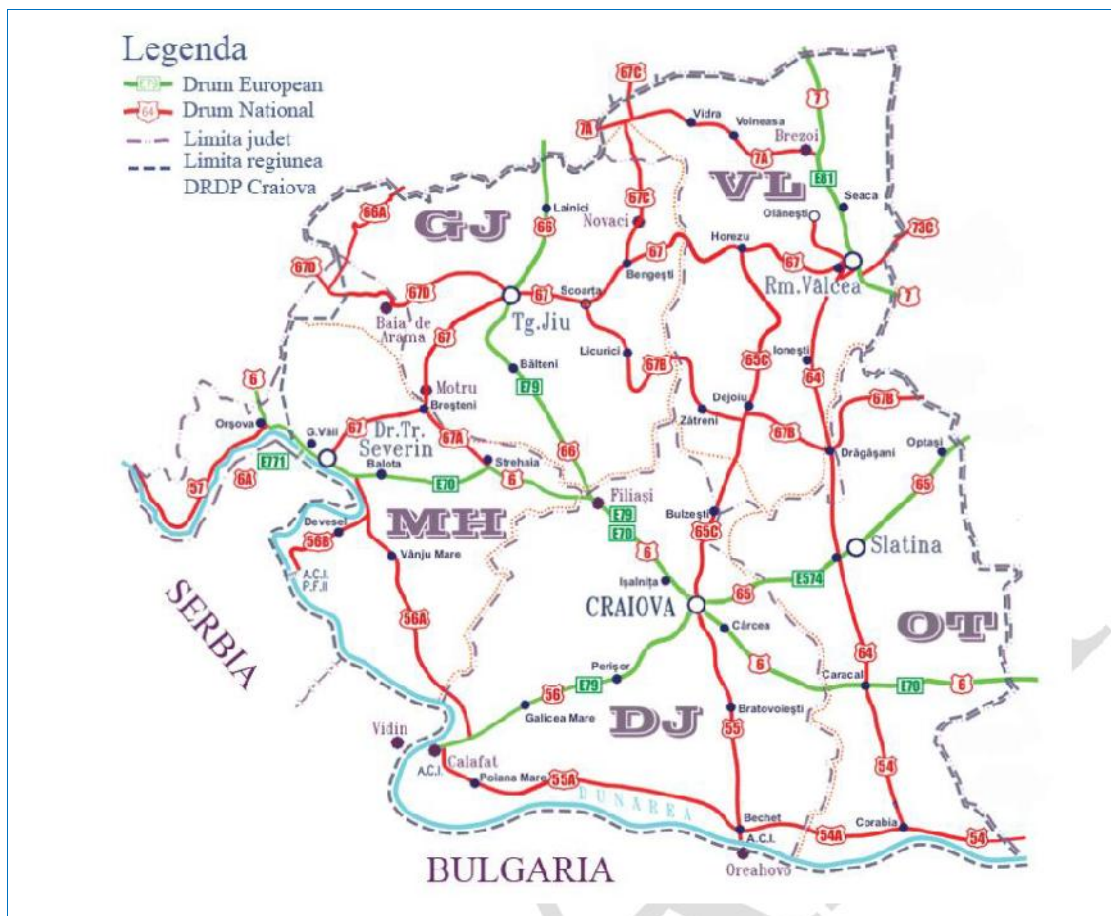 Legenda
E79 Drum European
64 Drum National
Limita judet
Limita regiunea
DRDP Craiova
67C
7
7A
Vidra
Voineasa
Brezoi
7A
VL
E81
66A
GJ
Lainici
66
67C
Novaci
Seaca
Olănești
73C
67D
67D
Baia de
Arama
67
Bengești
Horezu
67
Rm.Vâlcea
7
Scoarța
67
Tg.Jiu
67
Licurici
67B
65C
Ionești
64
Bâlteni
E79
Motru
Breșteni
67A
6
Orșova
G.Văii
67
Dr.Tr.
Severin
E771
6A
57
Balota
E70
Strehaia
6
66
Filiași
E79
E70
6
Zătreni
Dejoiu
67B
67B
Drăgășani
Optași
65
Bulzești
65C
Slatina
MH
Devesel
56B
A.C.I.
P.F.II
Vânju Mare
56A
Ișalnița
CRAIOVA
65
E574
OT
SERBIA
Cârcea
6
64
Caracal
E70
6
Perișor
E79
56
Galicea Mare
DJ
Bratovoiești
55
Vidin
A.C.I.
Calafat
Poiana Mare
55A
DUNAREA
54
Bechet
A.C.I.
54A
Corabia
54
Oreahovo
BULGARIA